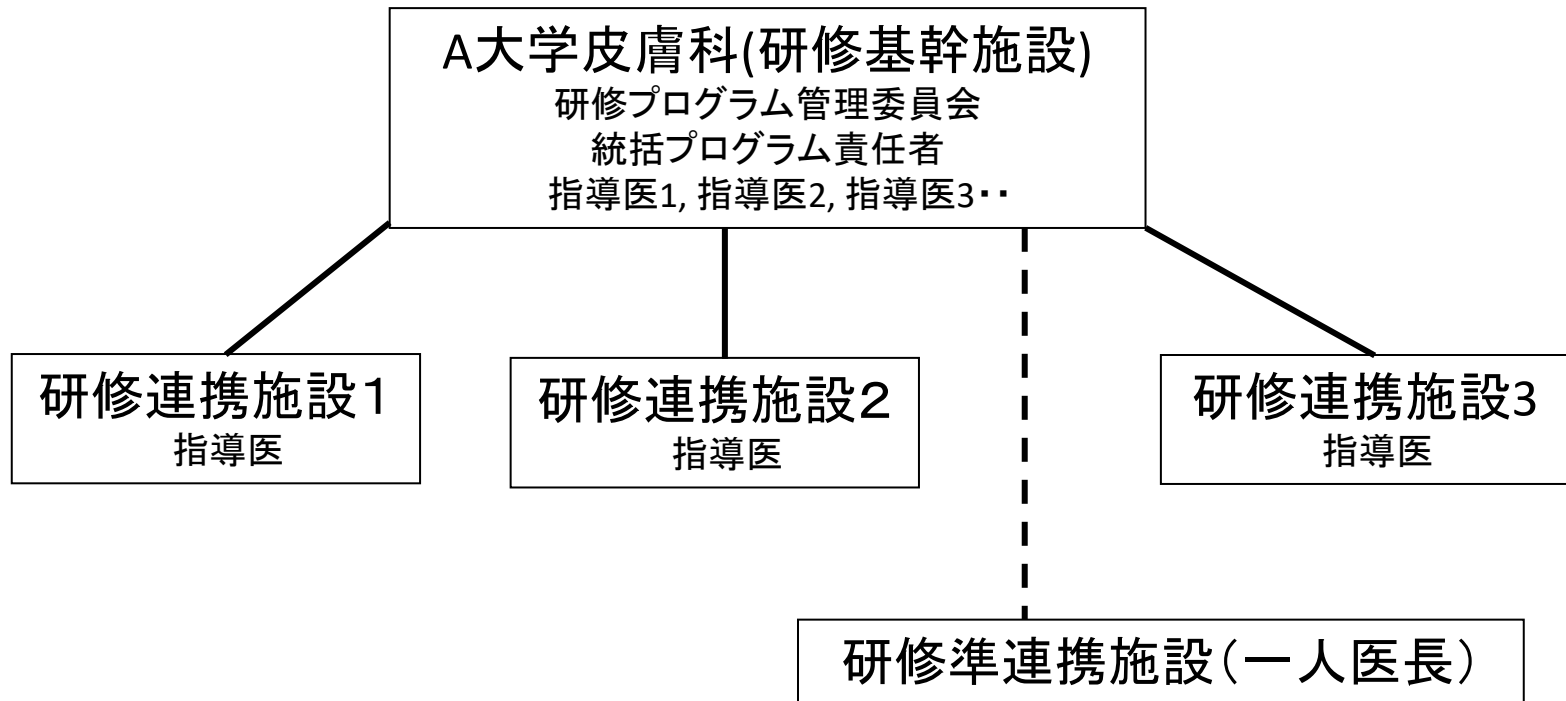 A大学皮膚科(研修基幹施設)
研修プログラム管理委員会
統括プログラム責任者
指導医1, 指導医2, 指導医3・・
研修連携施設１
指導医
研修連携施設２
指導医
研修連携施設3
指導医
研修準連携施設（一人医長）